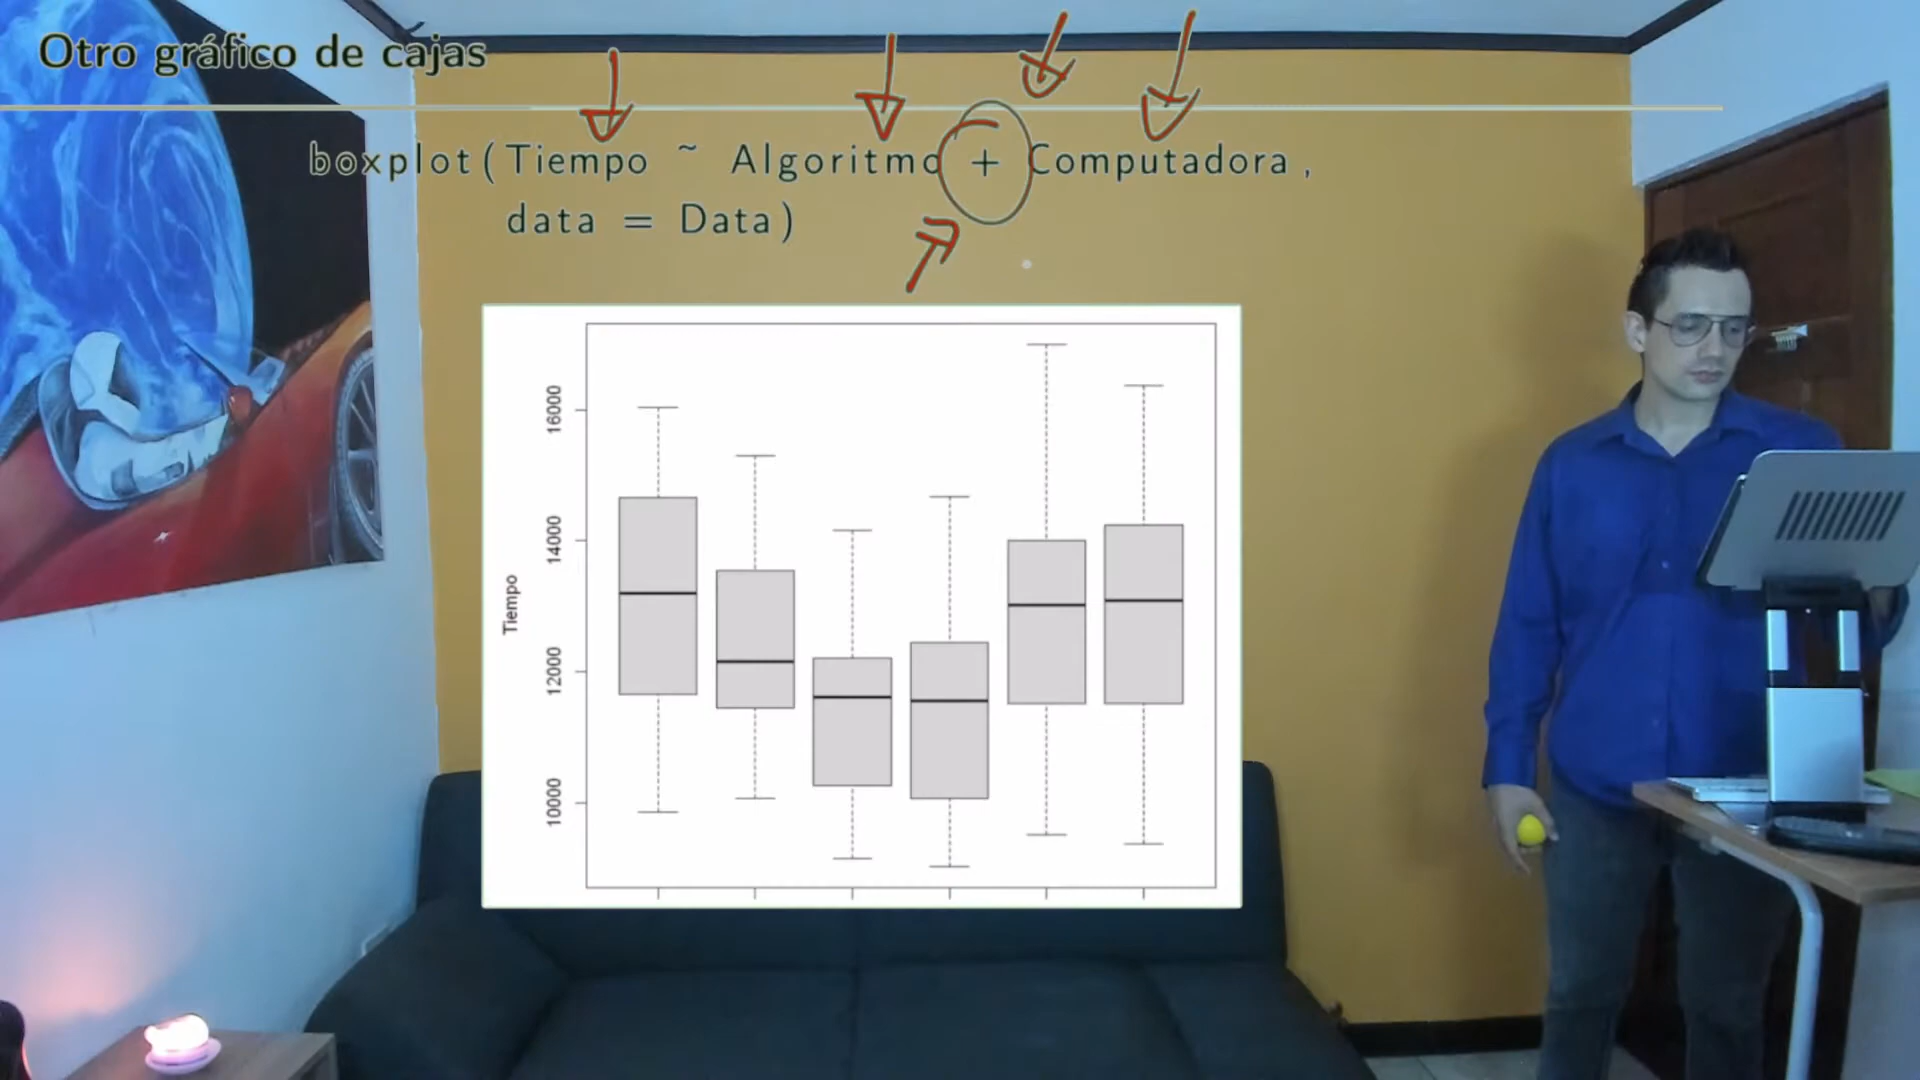 Otro gráfico de cajas
boxplot(Tiempo ~ Algoritmo + Computadora,
data = Data)
Tiempo
16000
14000
12000
10000